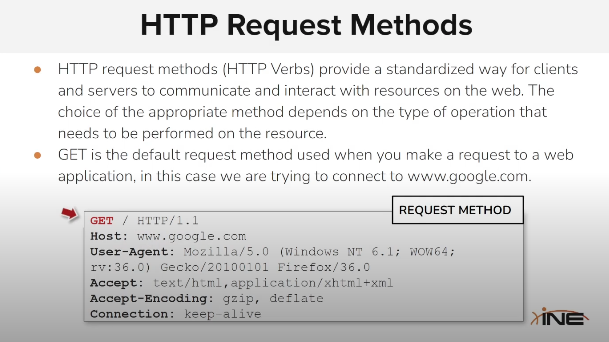 HTTP Request Methods
● HTTP request methods (HTTP Verbs) provide a standardized way for clients
and servers to communicate and interact with resources on the web. The
choice of the appropriate method depends on the type of operation that
needs to be performed on the resource.
● GET is the default request method used when you make a request to a web
application, in this case we are trying to connect to www.google.com.
REQUEST METHOD
GET / HTTP/1.1
Host: www.google.com
User-Agent: Mozilla/5.0 (Windows NT 6.1; WOW64;
rv:36.0) Gecko/20100101 Firefox/36.0
Accept: text/html,application/xhtml+xml
Accept-Encoding: gzip, deflate
Connection: keep-alive
INE